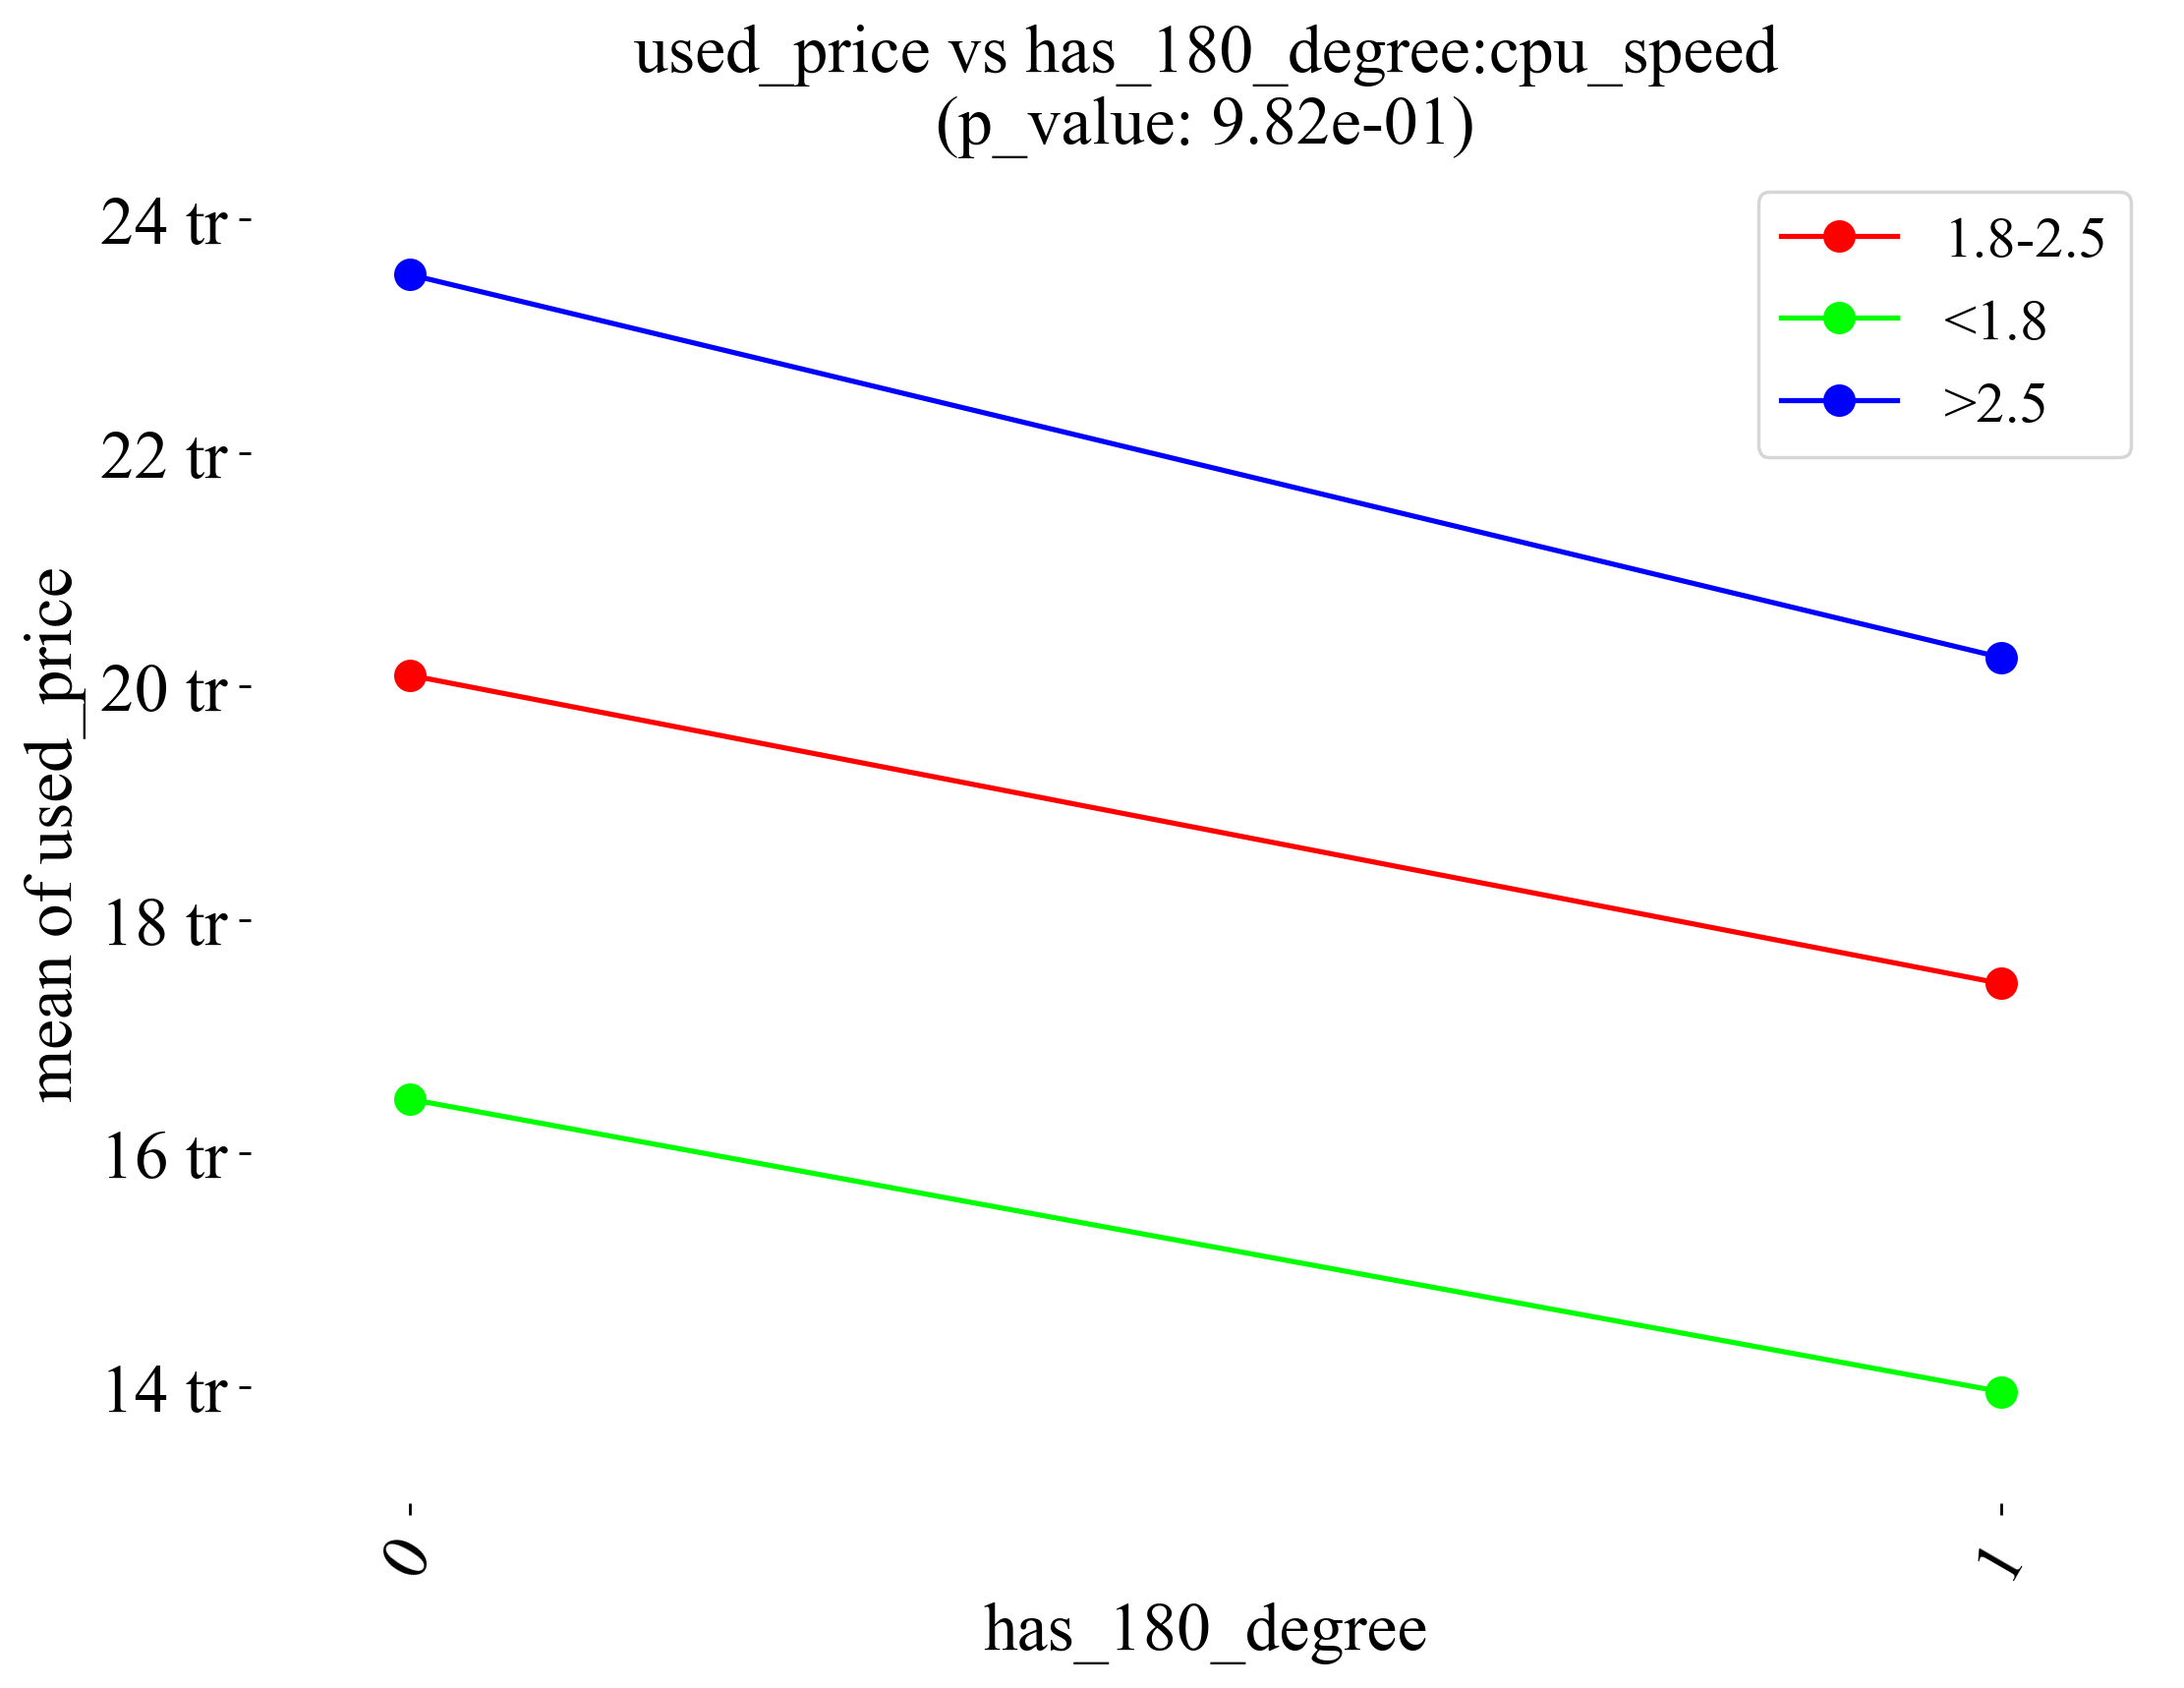 used_price vs has_180_degree:cpu_speed
(p_value: 9.82e-01)
1.8-2.5
<1.8
>2.5
mean of used_price
24 tr
22 tr
20 tr
18 tr
16 tr
14 tr
0
1
has_180_degree